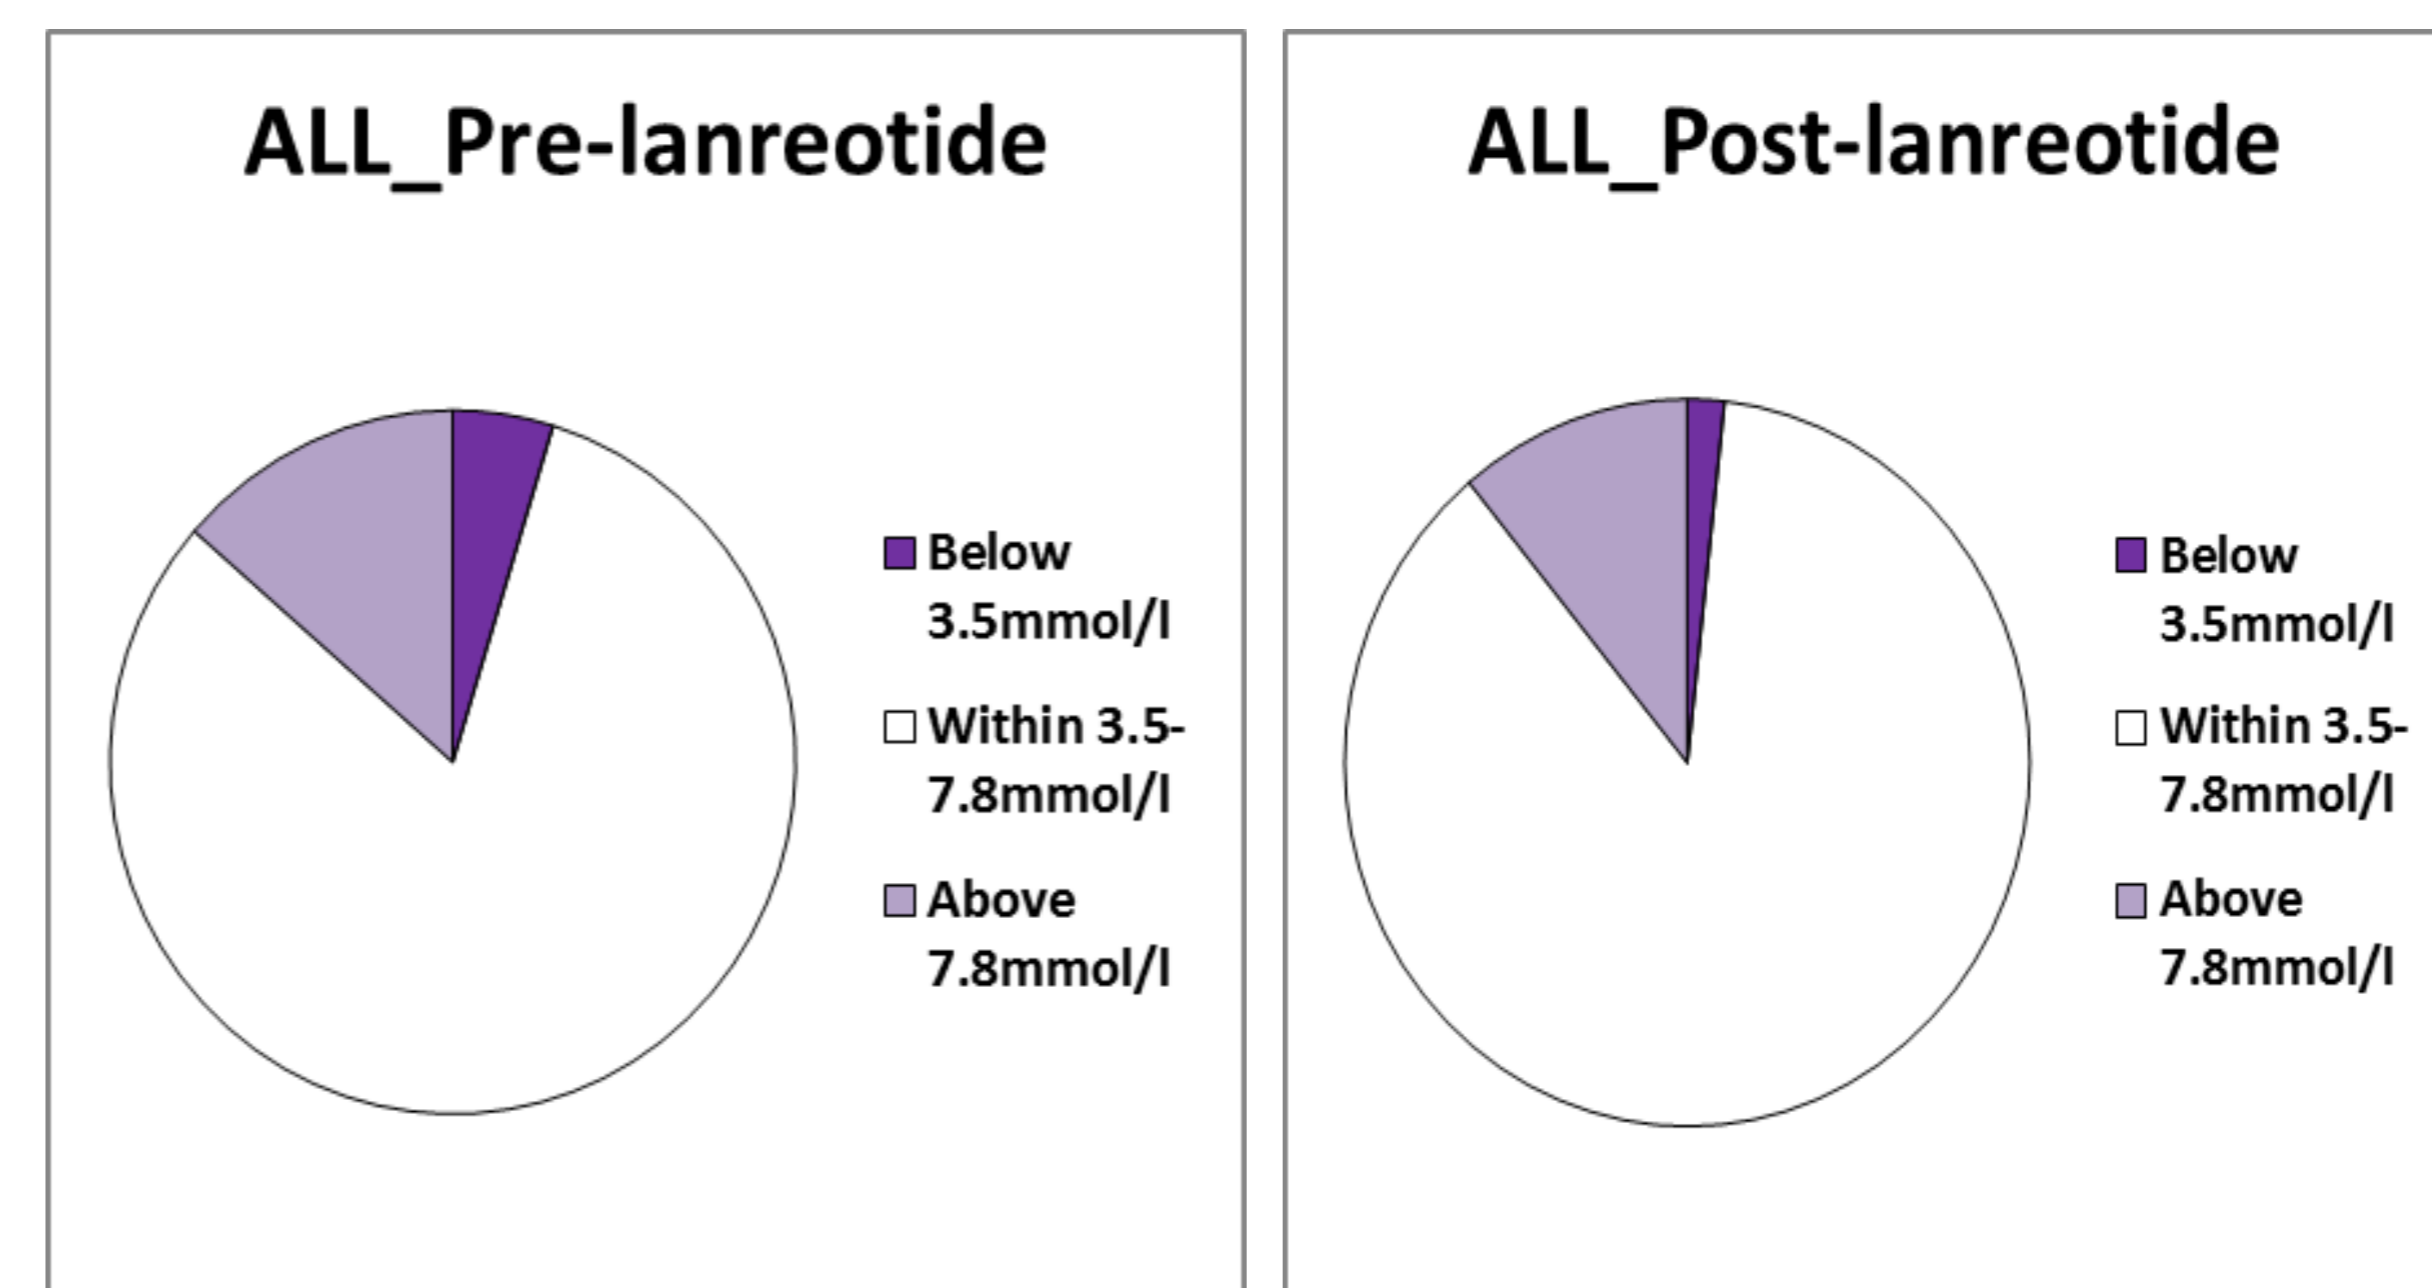 ALL_Pre-lanreotide
Below
3.5mmol/l
Within 3.5-
7.8mmol/l
Above
7.8mmol/l
ALL_Post-lanreotide
Below
3.5mmol/l
Within 3.5-
7.8mmol/l
Above
7.8mmol/l